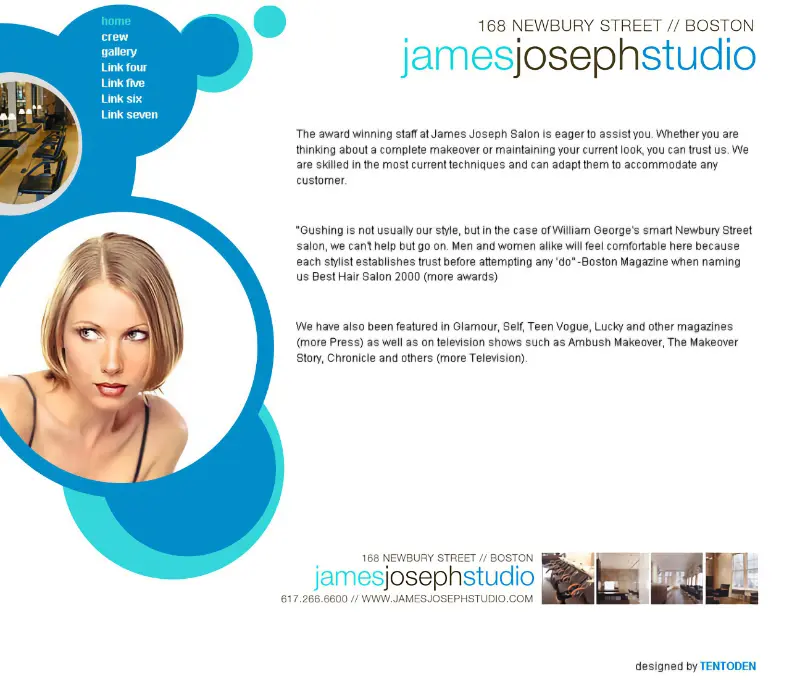 home
crew
gallery
Link four
Link five
Link six
Link seven
168 NEWBURY STREET // BOSTON
jamesjosephstudio
The award winning staff at James Joseph Salon is eager to assist you. Whether you are
thinking about a complete makeover or maintaining your current look, you can trust us. We
are skilled in the most current techniques and can adapt them to accommodate any
customer.
"Gushing is not usually our style, but in the case of William George's smart Newbury Street
salon, we can't help but go on. Men and women alike will feel comfortable here because
each stylist establishes trust before attempting any 'do" -Boston Magazine when naming
us Best Hair Salon 2000 (more awards)
We have also been featured in Glamour, Self, Teen Vogue, Lucky and other magazines
(more Press) as well as on television shows such as Ambush Makeover, The Makeover
Story, Chronicle and others (more Television).
168 NEWBURY STREET // BOSTON
jamesjosephstudio
617.266.6600 // WWW.JAMESJOSEPHSTUDIO.COM
designed by TENTODEN